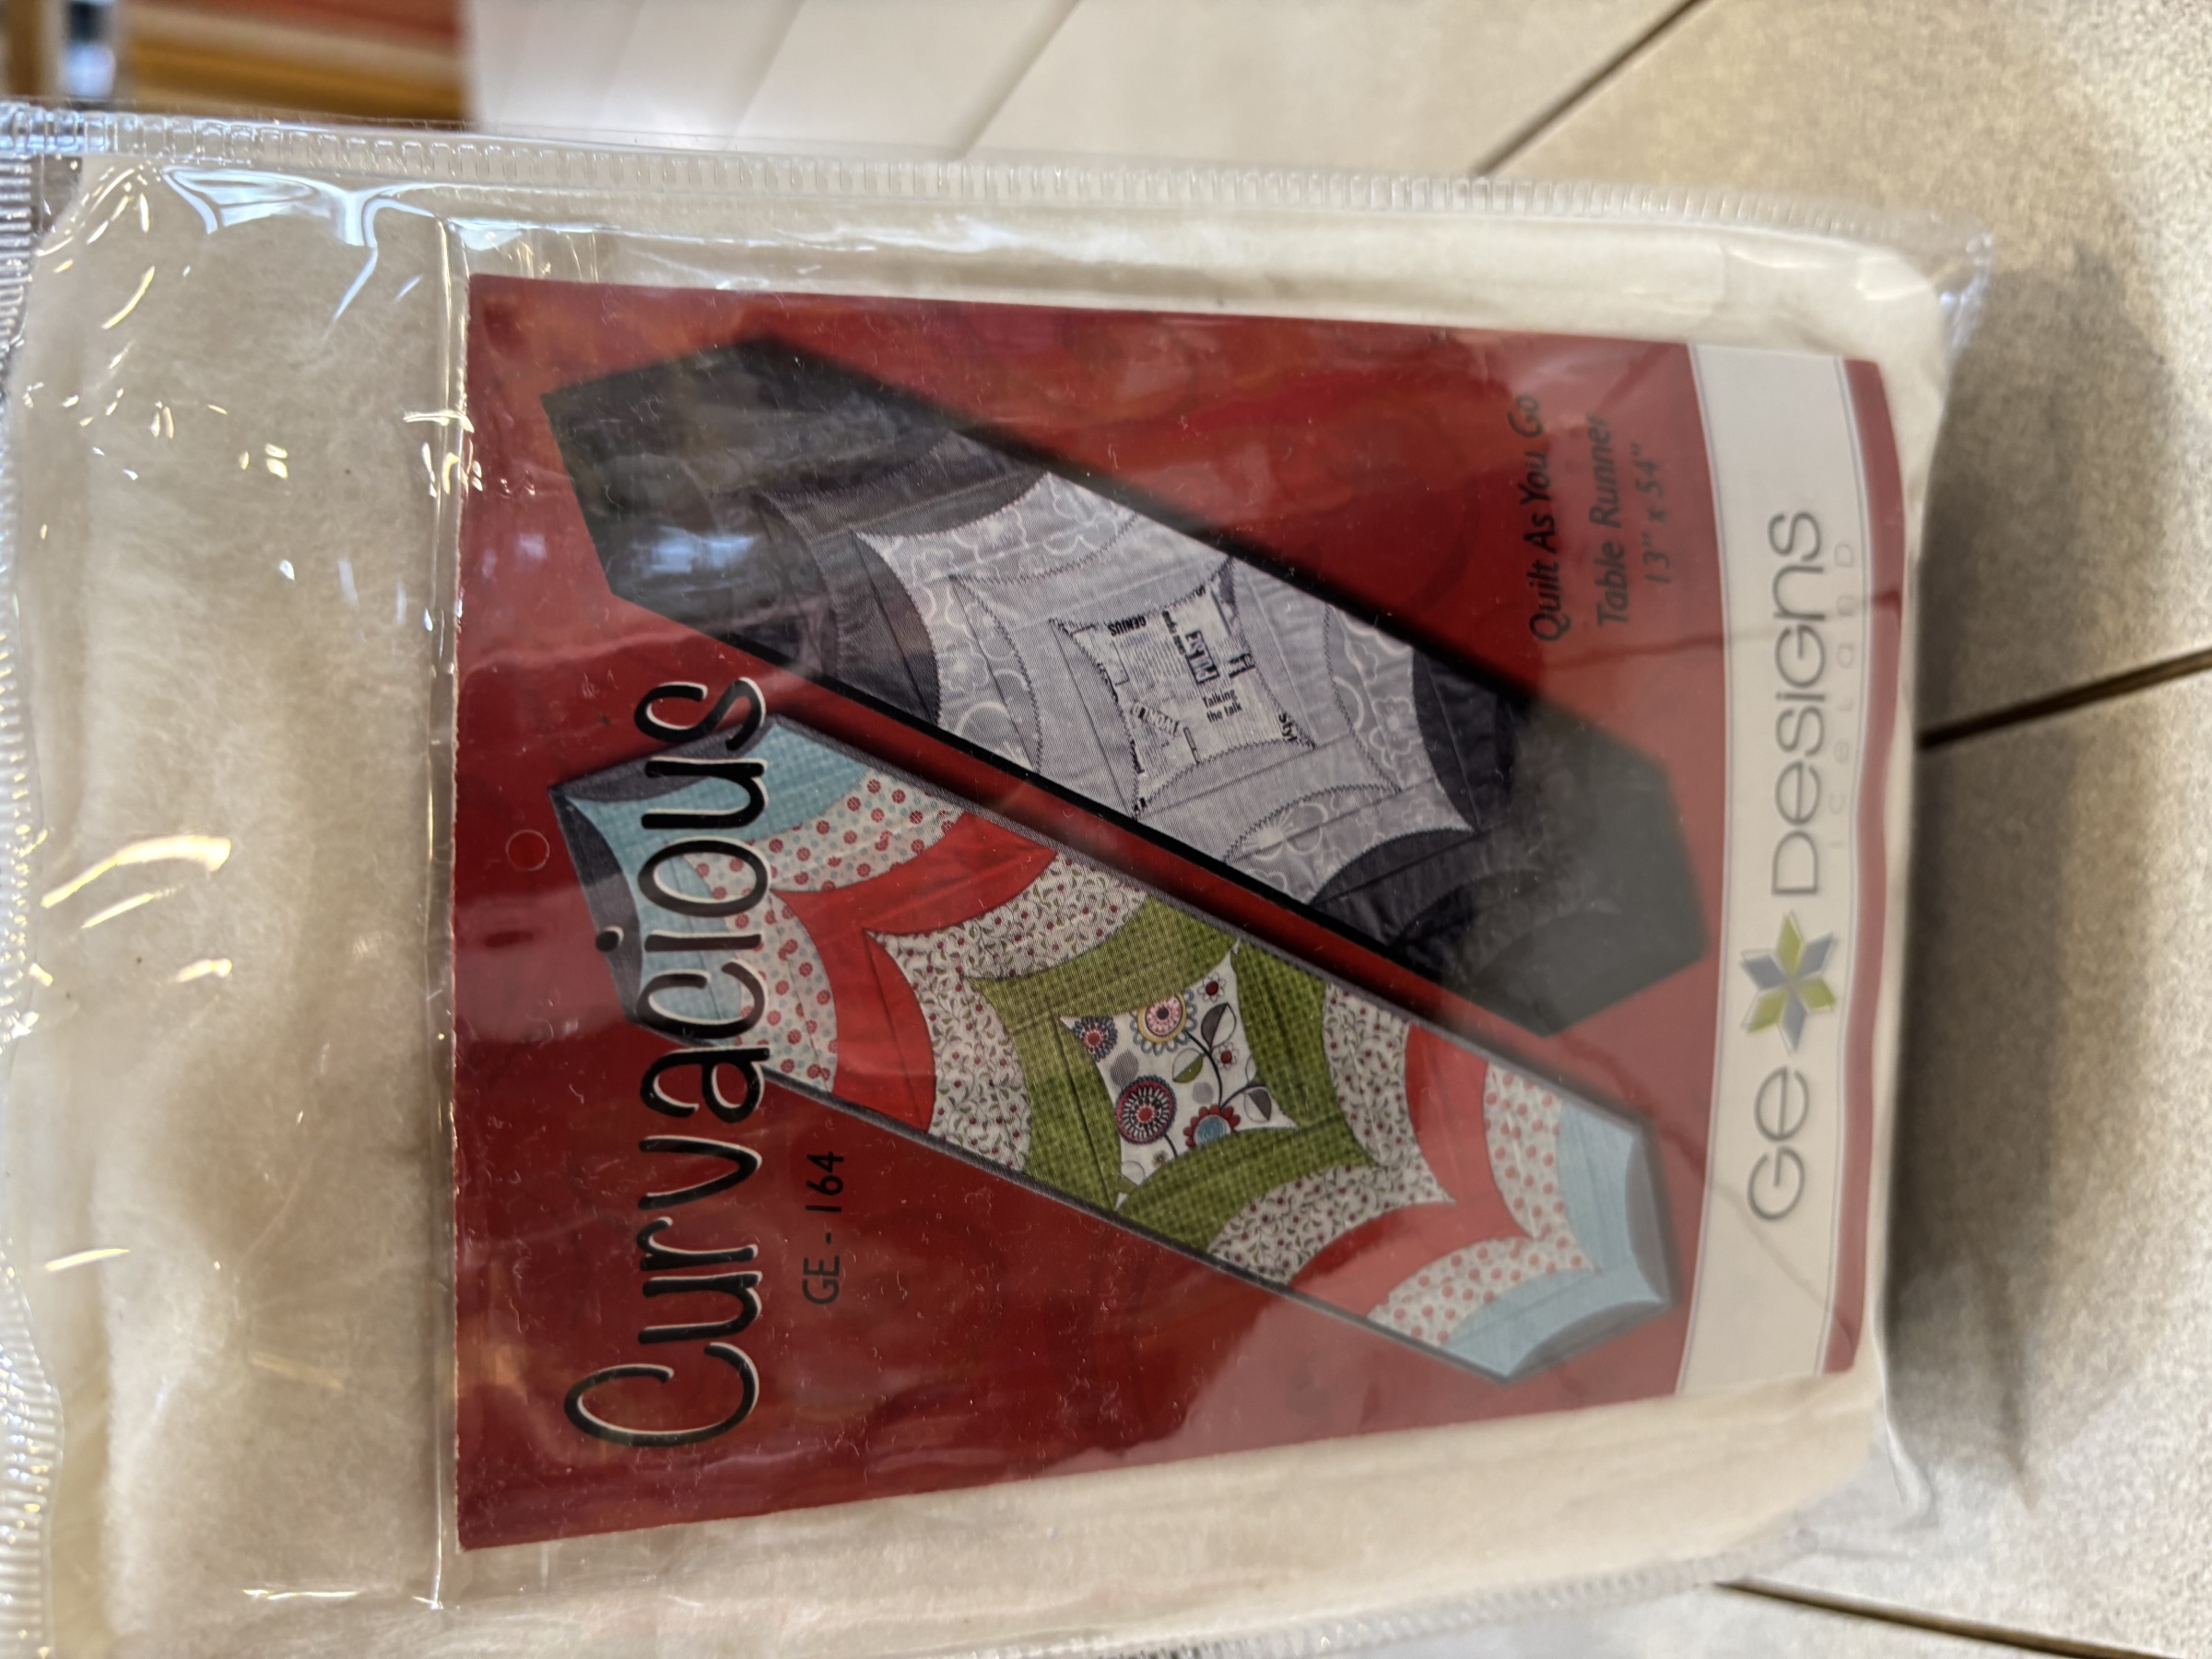 Curvacious
GE - 164
GENIUS
Talking
the talk
Quilt As You Go
Table Runner
13" x 54"
GE DESIGNS
ICELAND